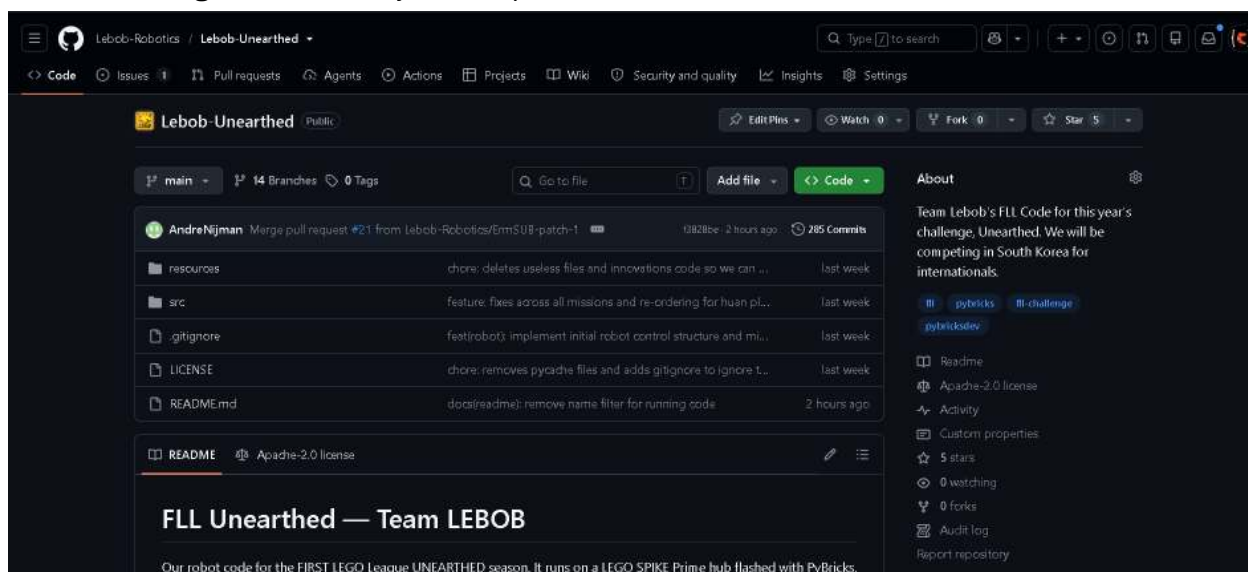 Lebob-Robotics / Lebob-Unearthed
Type / to search
Code
Issues 1
Pull requests
Agents
Actions
Projects
Wiki
Security and quality
Insights
Settings
Lebob-Unearthed Public
Edit Pins
Watch 0
Fork 0
Star 5
main
14 Branches
0 Tags
Go to file
T
Add file
Code
AndreNijman Merge pull request #21 from Lebob-Robotics/ErrnSUB-patch-1
2 hours ago
285 Commits
resources
chore: deletes useless files and innovations code so we can ...
last week
src
feature: fixes across all missions and re-ordering for huan pl...
last week
.gitignore
feat(robot): implement initial robot control structure and mi...
last week
LICENSE
chore: removes pycache files and adds gitignore to ignore t...
last week
README.md
docs(readme): remove name filter for running code
2 hours ago
README
Apache-2.0 license
FLL Unearthed — Team LEBOB
Our robot code for the FIRST LEGO League UNEARTHED season. It runs on a LEGO SPIKE Prime hub flashed with PyBricks.
About
Team Lebob's FLL Code for this year's
challenge, Unearthed. We will be
competing in South Korea for
internationals.
fll pybricks fll-challenge
pybricksdev
Readme
Apache-2.0 license
Activity
Custom properties
5 stars
0 watching
0 forks
Audit log
Report repository